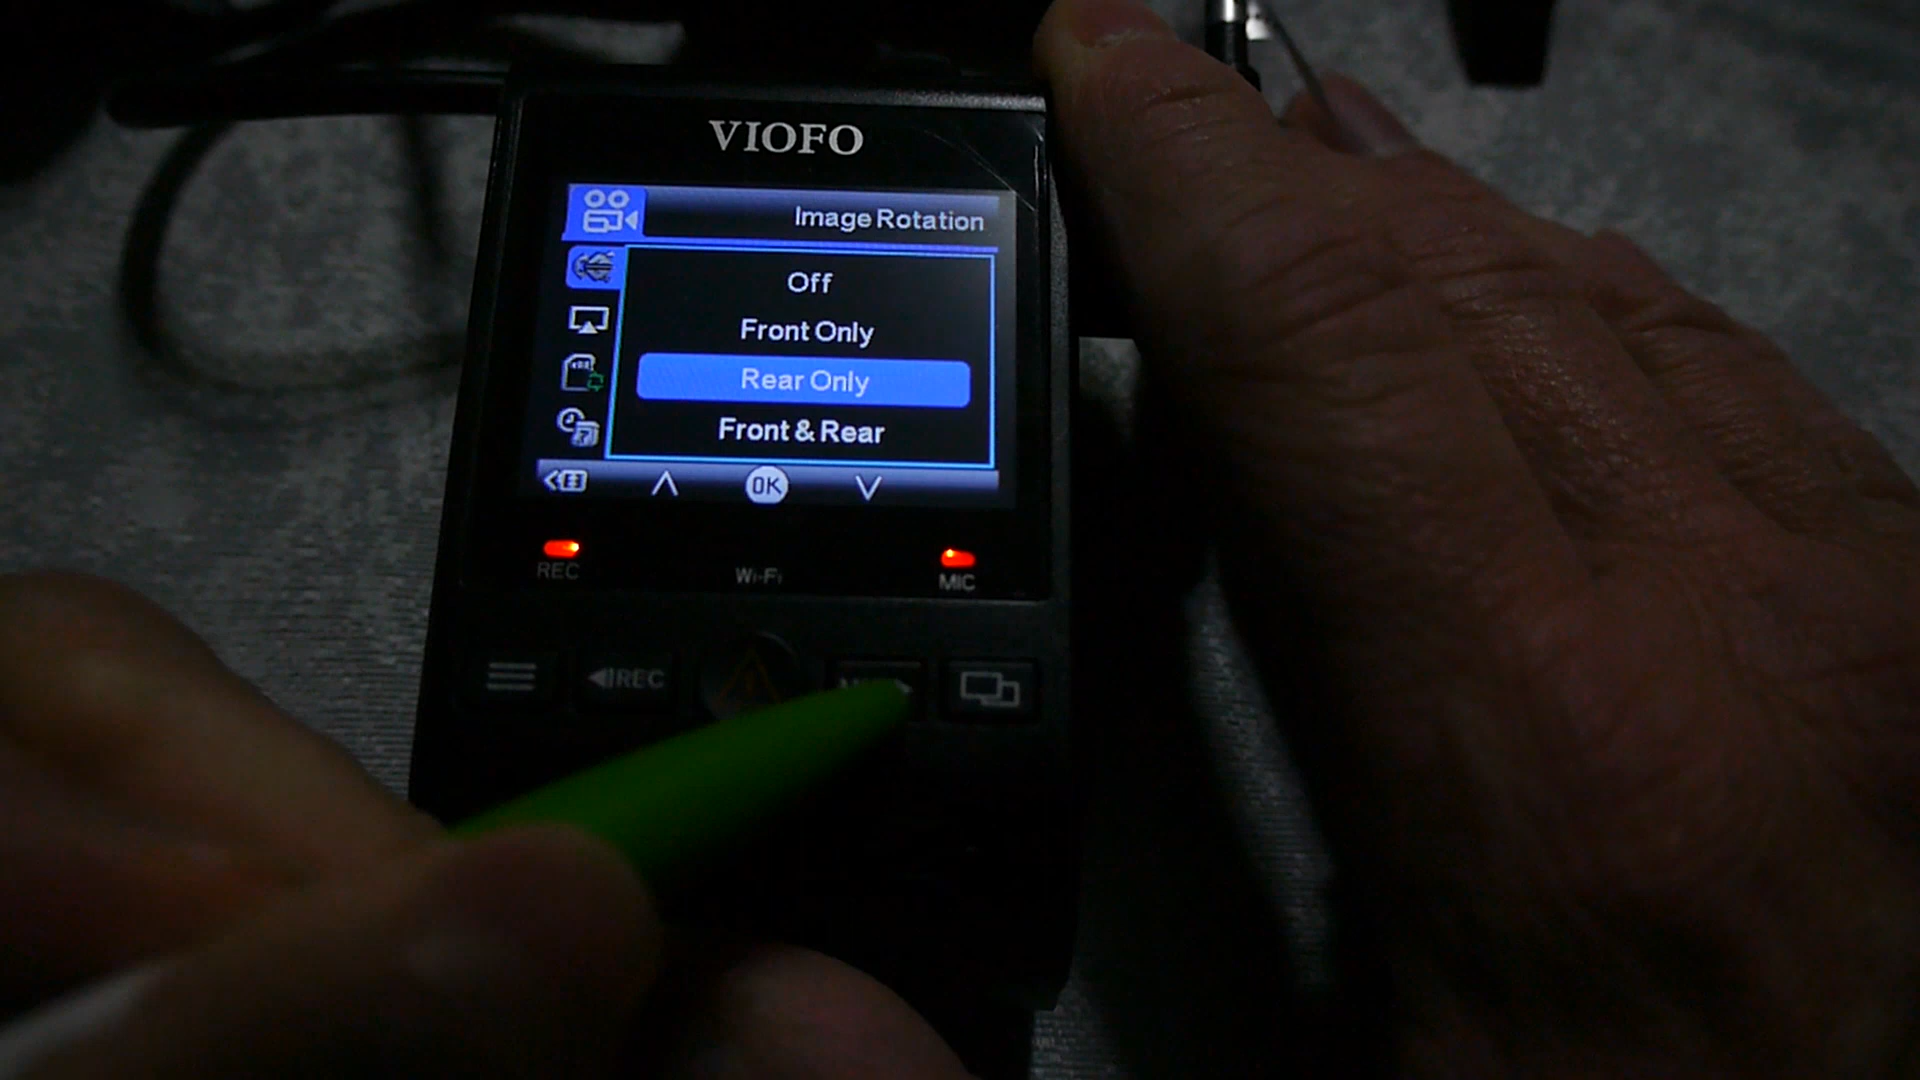 VIOFO
Image Rotation
Off
Front Only
Rear Only
Front & Rear
OK
REC
Wi-Fi
MIC
REC